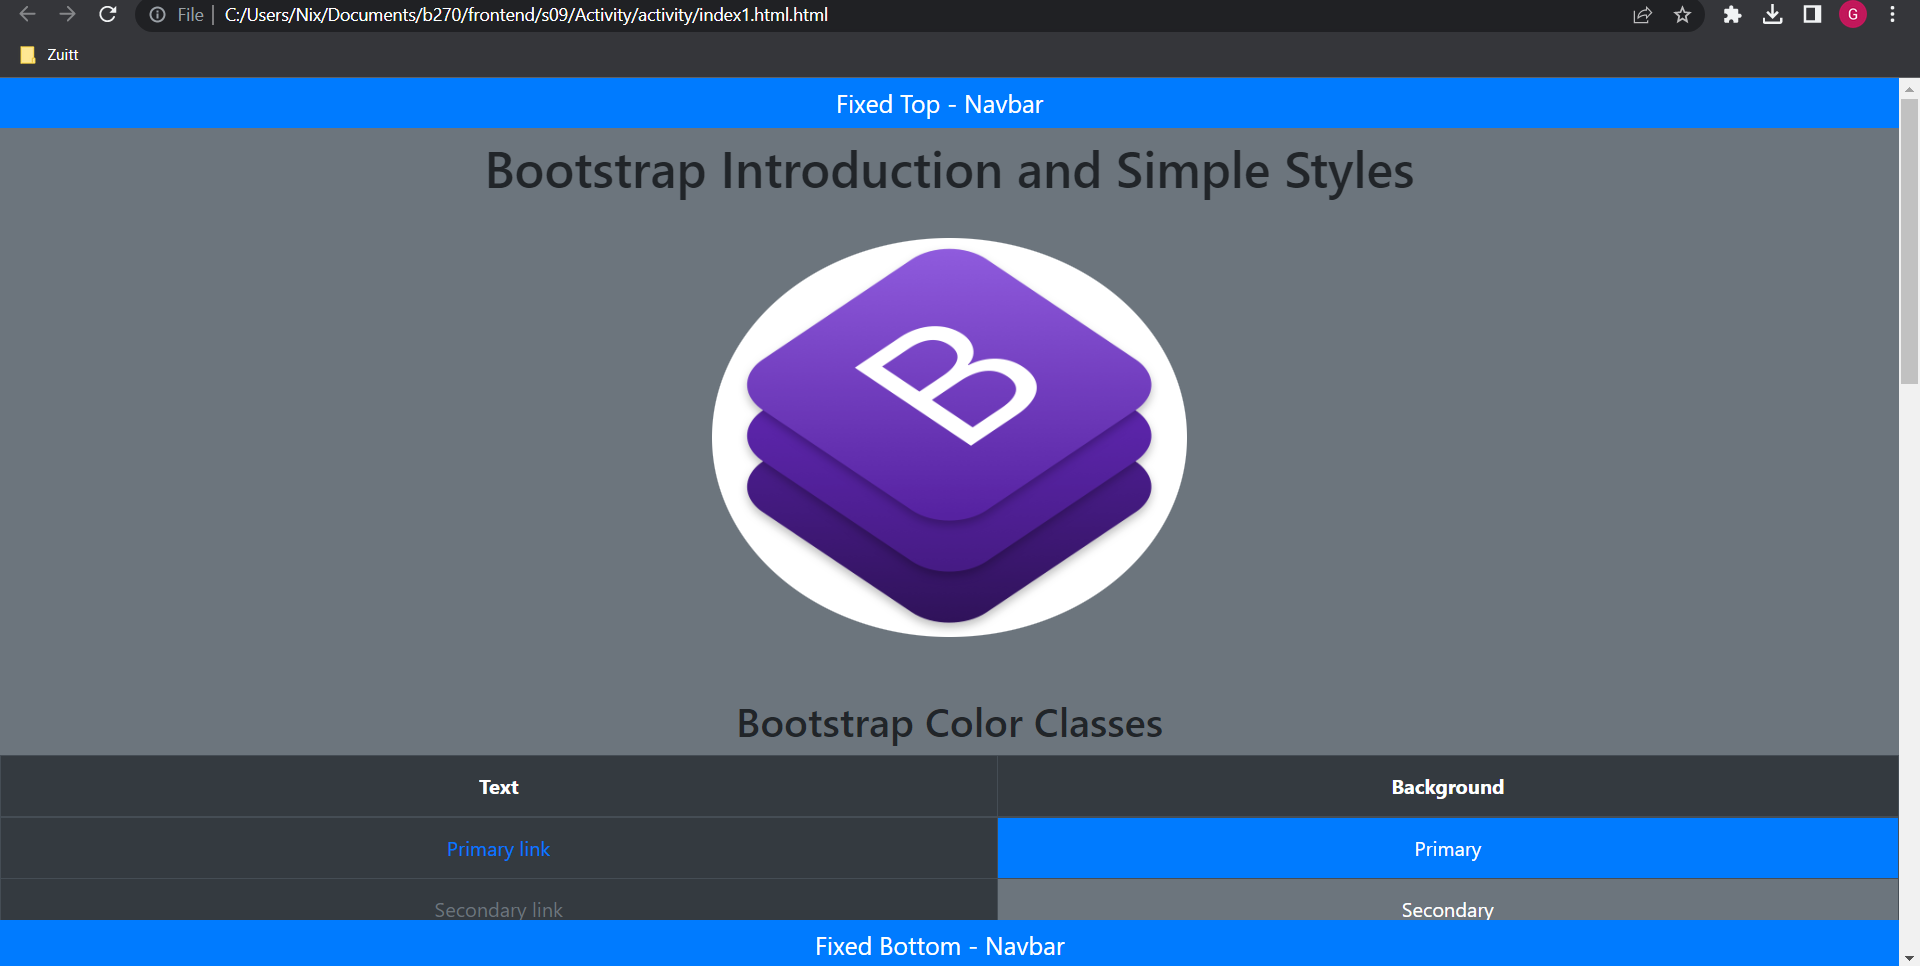 File | C:/Users/Nix/Documents/b270/frontend/s09/Activity/activity/index1.html.html
G
Zuitt
Fixed Top - Navbar
Bootstrap Introduction and Simple Styles
B
Bootstrap Color Classes
Text Background
Primary link Primary
Secondary link Secondary
Fixed Bottom - Navbar